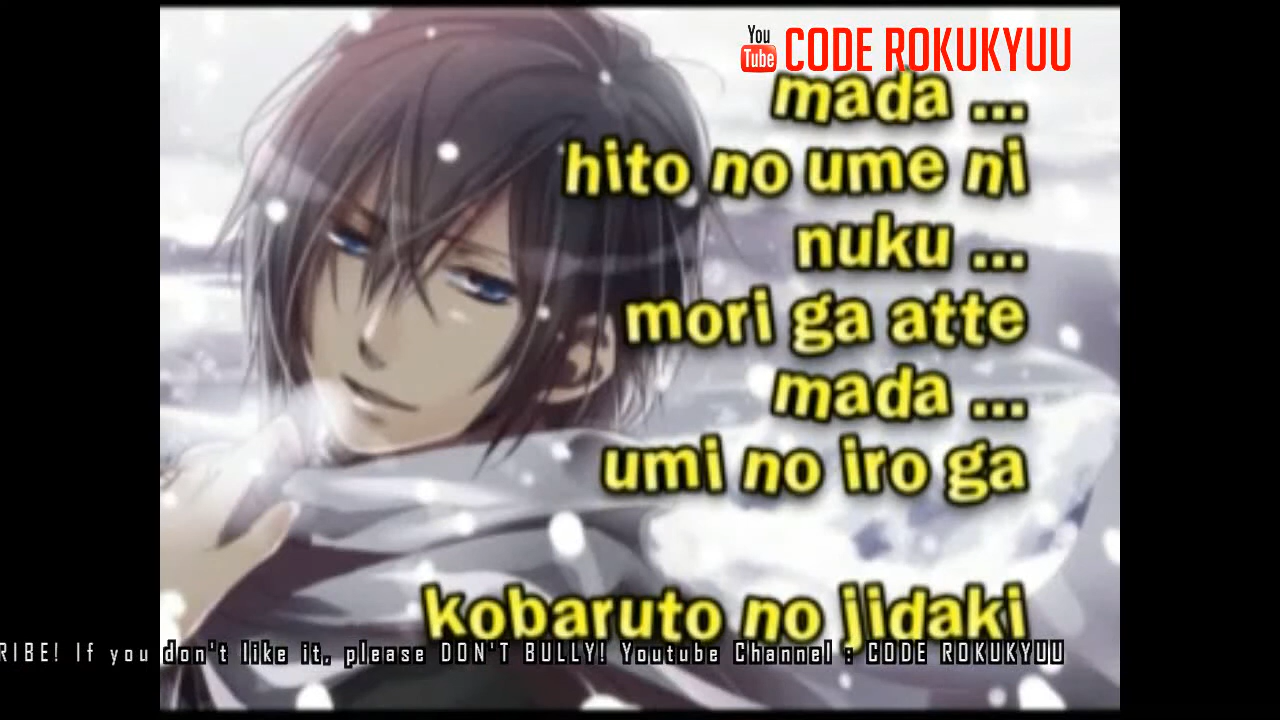 You
Tube CODE ROKUKYUU
mada ...
hito no ume ni
nuku ...
mori ga atte
mada ...
umi no iro ga
kobaruto no jidaki
RIBE! If you don't like it, please DON'T BULLY! Youtube Channel : CODE ROKUKYUU